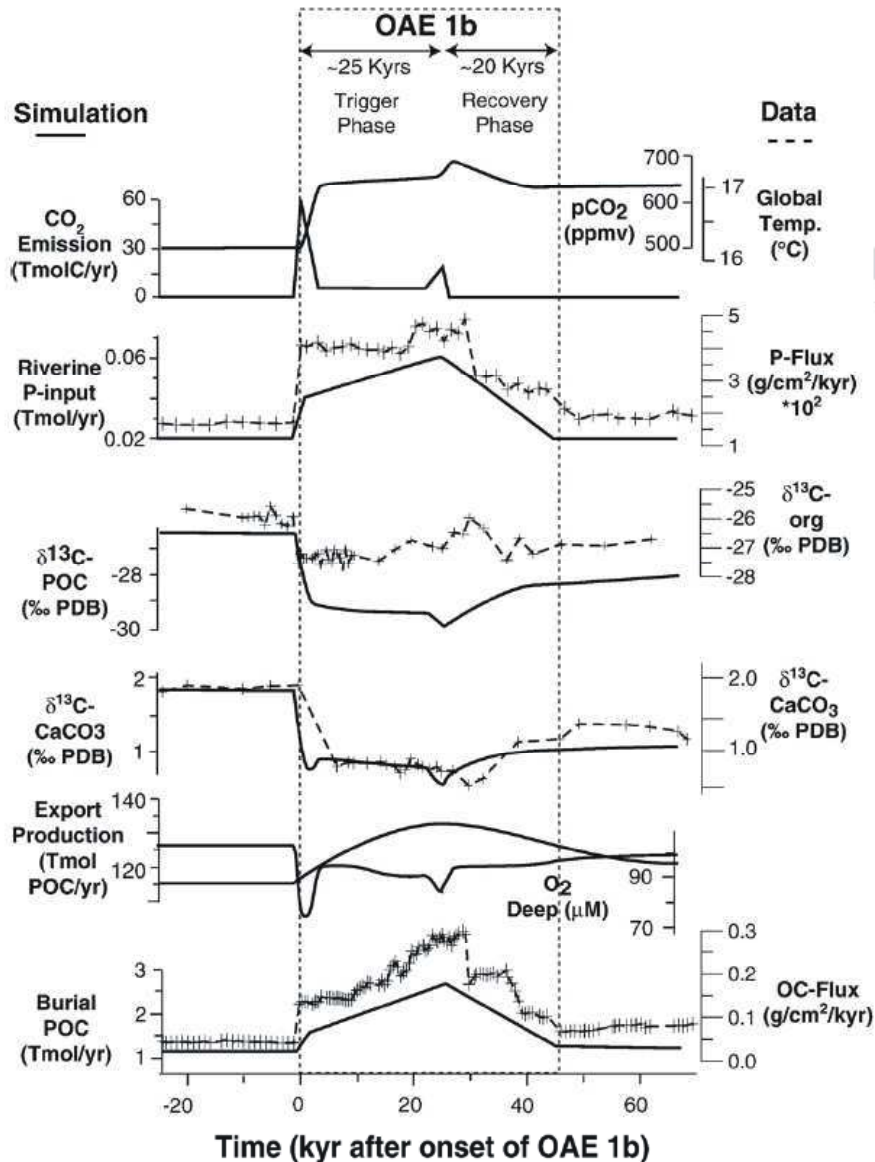 OAE 1b
~25 Kyrs
~20 Kyrs
Trigger
Phase
Recovery
Phase
Simulation
Data
CO2
Emission
(TmolC/yr)
60
30
0
pCO2
(ppmv)
700
600
500
17
16
Global
Temp.
(°C)
Riverine
P-input
(Tmol/yr)
0.06
0.02
5
3
1
P-Flux
(g/cm²/kyr)
*10²
δ¹³C-
POC
(‰ PDB)
-28
-30
-25
-26
-27
-28
δ¹³C-
org
(‰ PDB)
δ¹³C-
CaCO3
(‰ PDB)
2
1
2.0
1.0
δ¹³C-
CaCO3
(‰ PDB)
Export
Production
(Tmol
POC/yr)
140
120
O2
Deep (μM)
90
70
Burial
POC
(Tmol/yr)
3
2
1
0.3
0.2
0.1
0.0
OC-Flux
(g/cm²/kyr)
-20
0
20
40
60
Time (kyr after onset of OAE 1b)